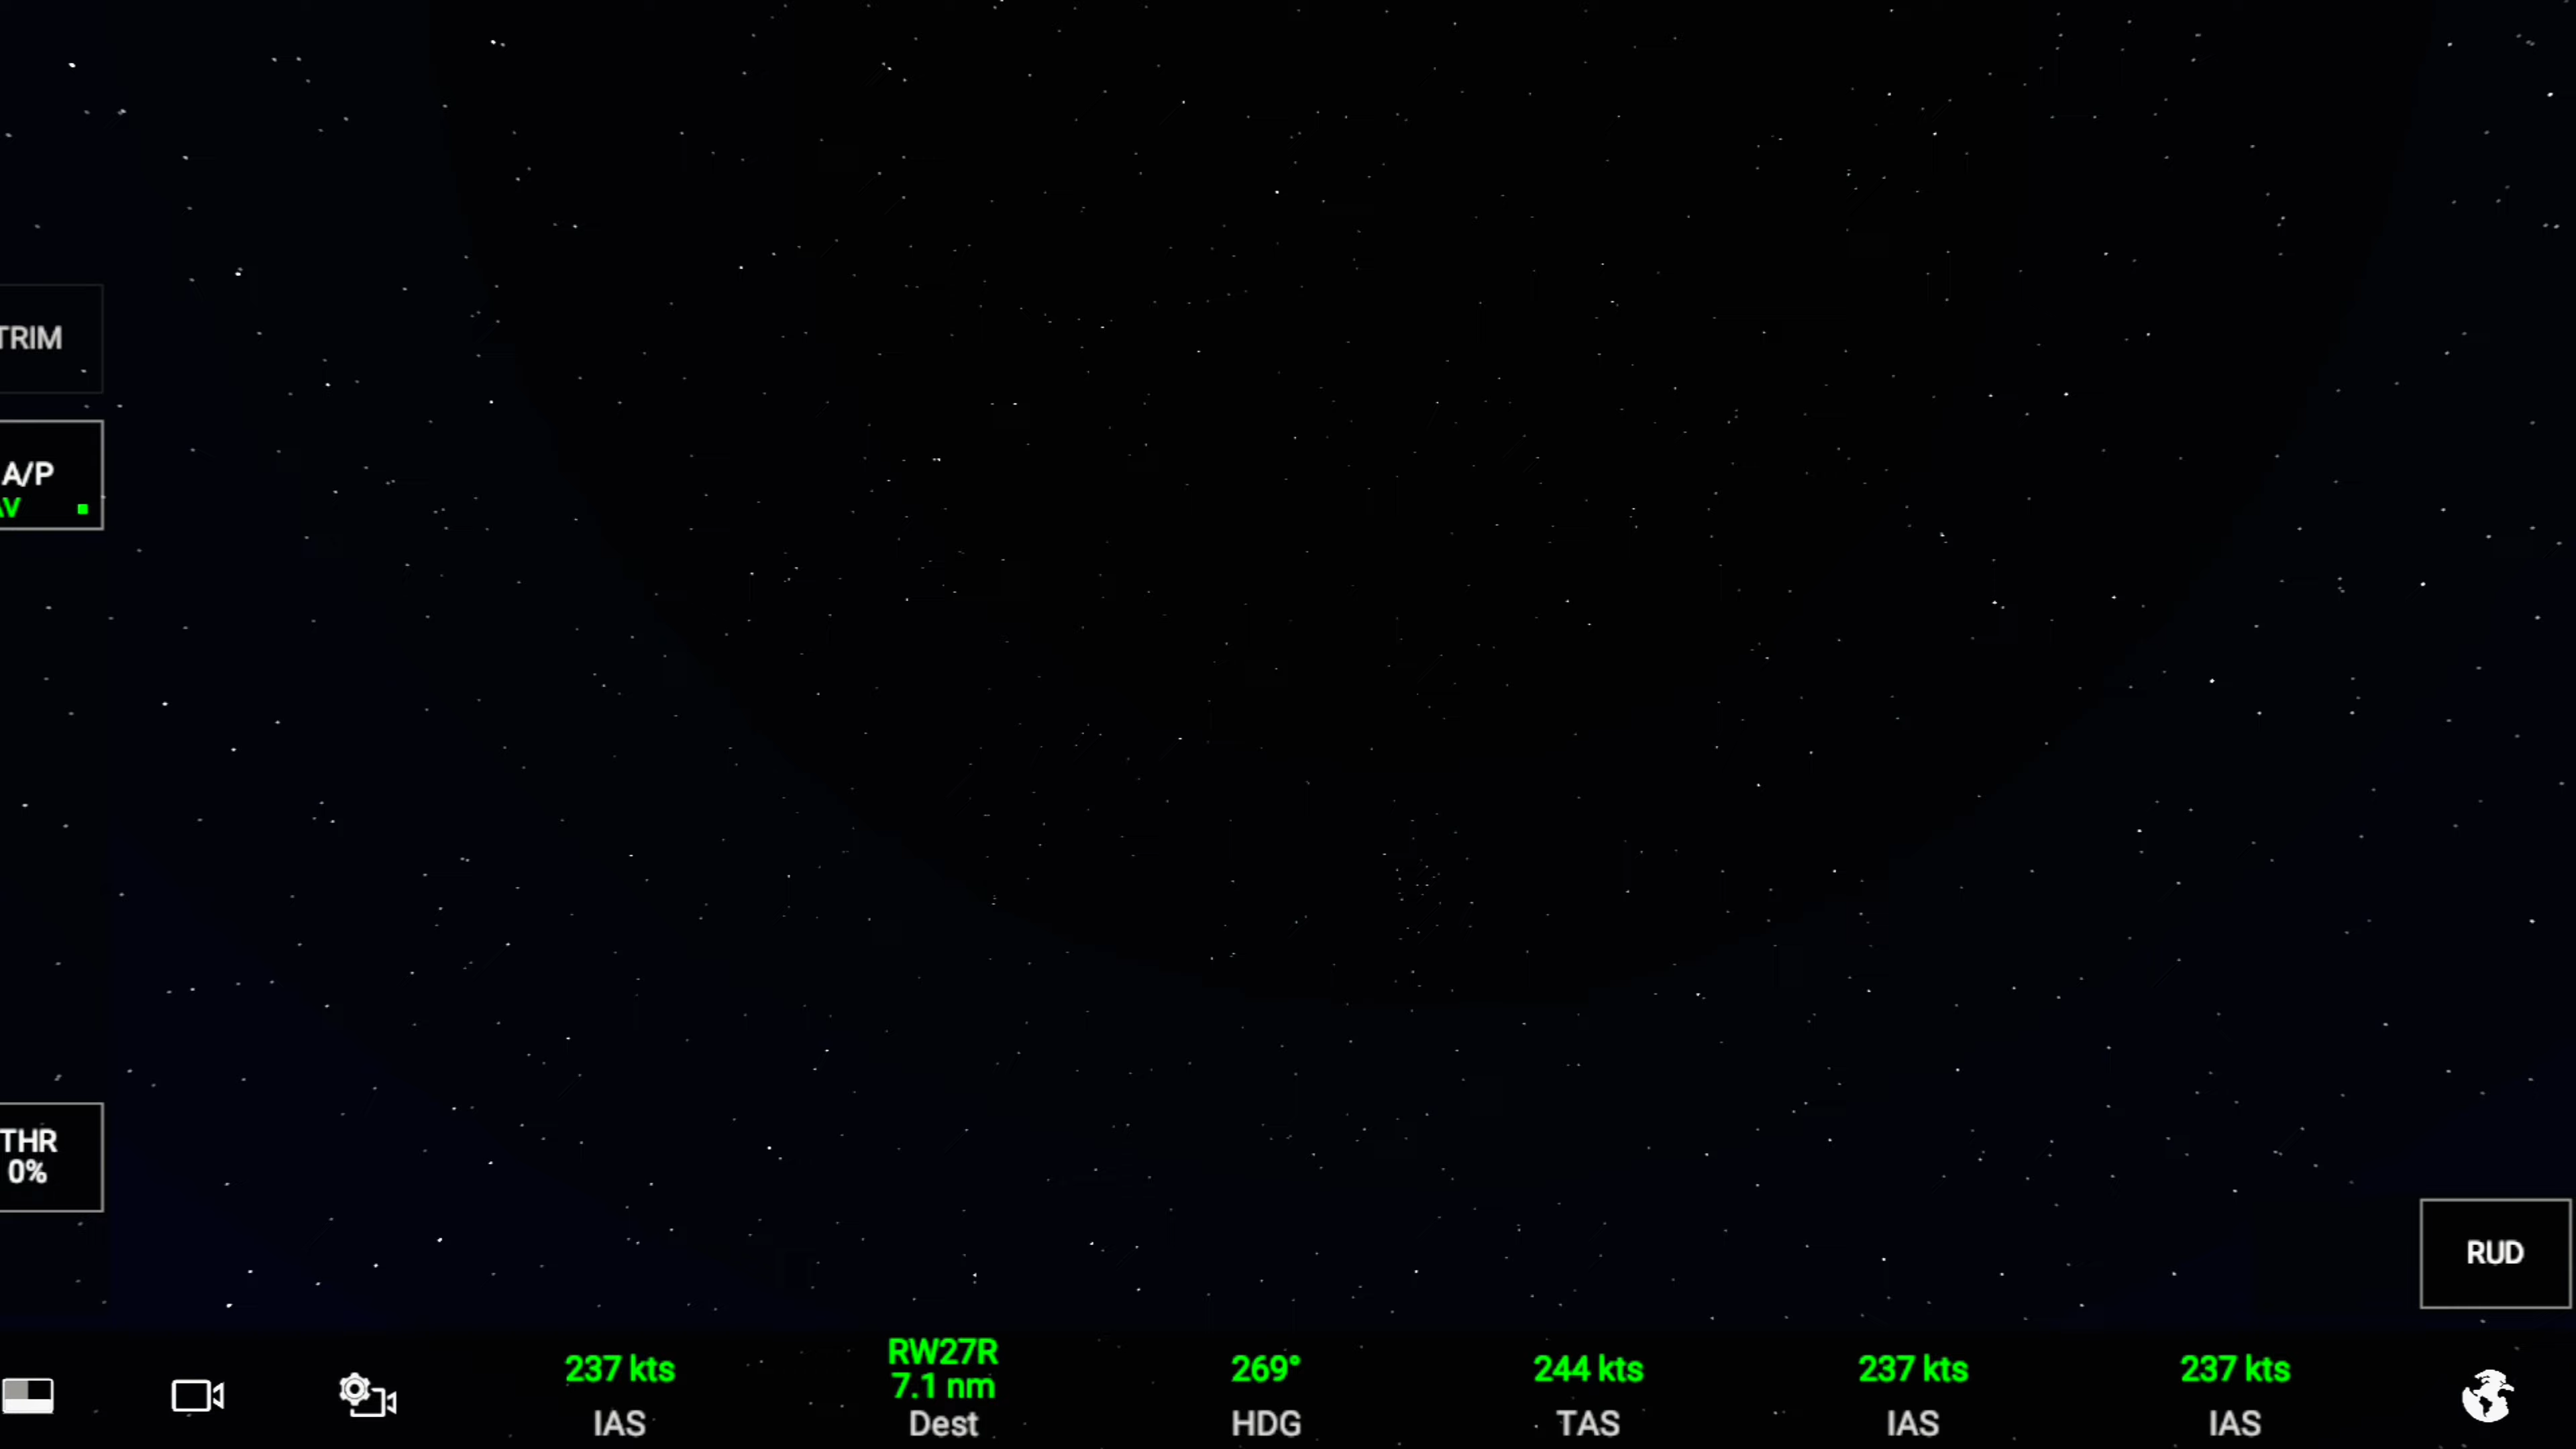 TRIM
A/P
AV
THR
0%
RUD
237 kts
IAS
RW27R
7.1 nm
Dest
269°
HDG
244 kts
TAS
237 kts
IAS
237 kts
IAS